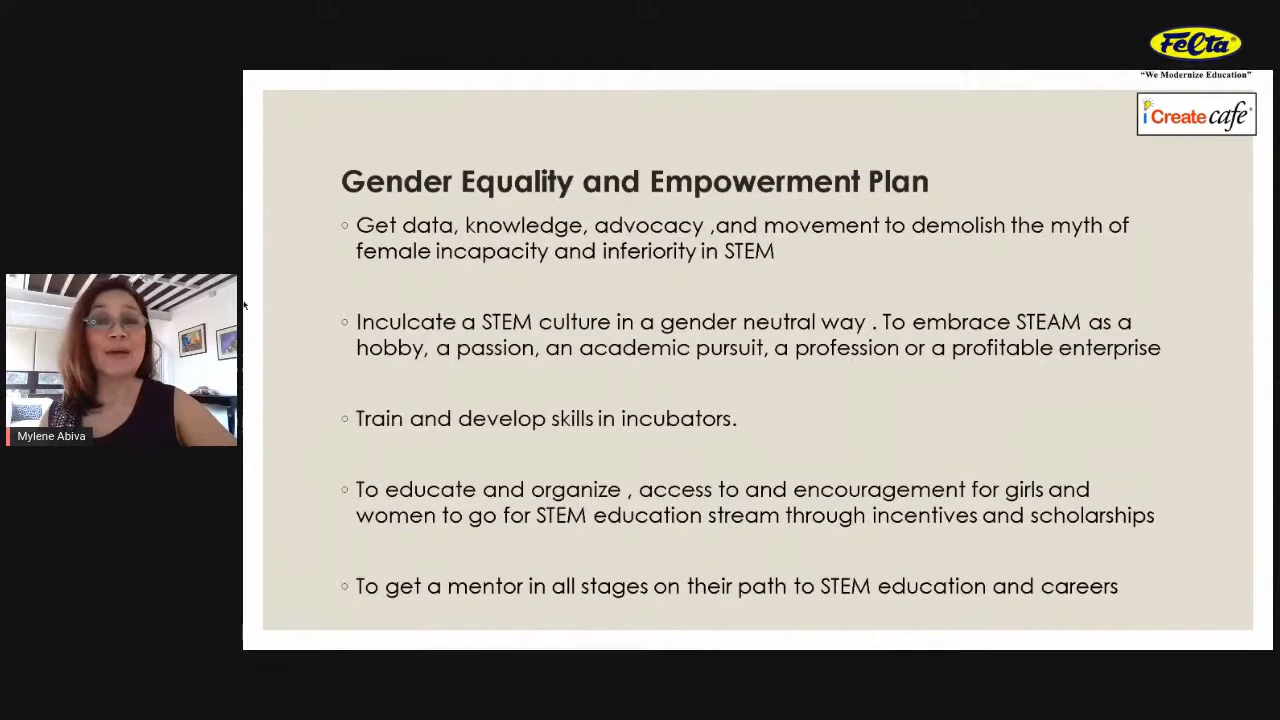 Felta
"We Modernize Education"
i Create cafe
Gender Equality and Empowerment Plan
Get data, knowledge, advocacy ,and movement to demolish the myth of
female incapacity and inferiority in STEM
Inculcate a STEM culture in a gender neutral way . To embrace STEAM as a
hobby, a passion, an academic pursuit, a profession or a profitable enterprise
Train and develop skills in incubators.
To educate and organize , access to and encouragement for girls and
women to go for STEM education stream through incentives and scholarships
To get a mentor in all stages on their path to STEM education and careers
Mylene Abiva